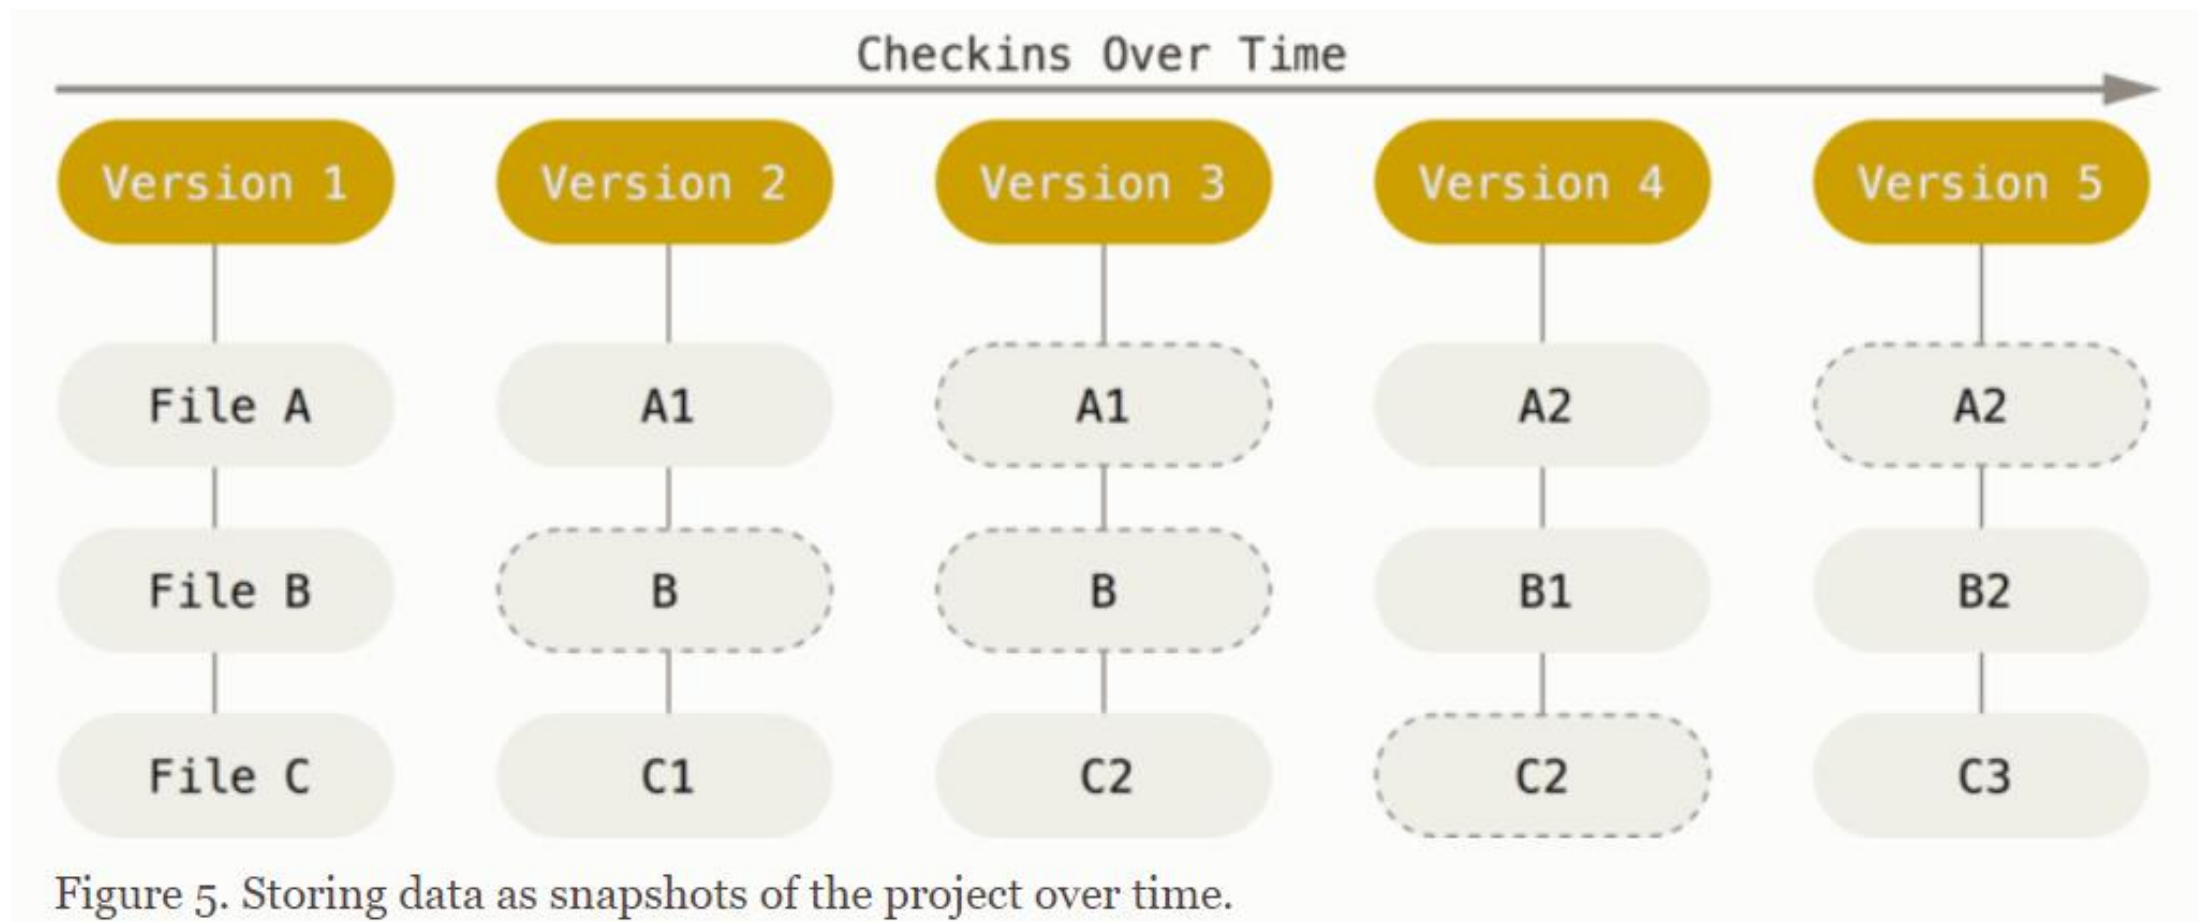 Checkins Over Time
Version 1 Version 2 Version 3 Version 4 Version 5
File A A1 A1 A2 A2
File B B B B1 B2
File C C1 C2 C2 C3
Figure 5. Storing data as snapshots of the project over time.